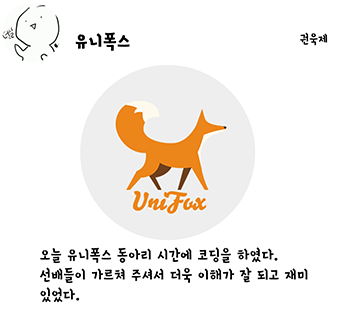 유니폭스
권욱제
UniFox
오늘 유니폭스 동아리 시간에 코딩을 하였다.
선배들이 가르쳐 주셔서 더욱 이해가 잘 되고 재미
있었다.